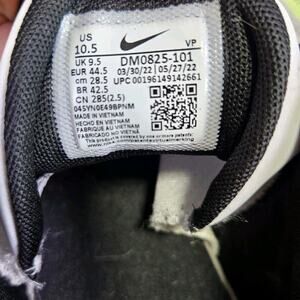 US VP
10.5
UK 9.5 DM0825-101
EUR 44.5 03/30/22 | 05/27/22
cm 28.5 UPC 00196149142661
BR 42.5
CN 285(2.5)
045YN0E49BPNM
MADE IN VIETNAM
FABRIQUE AU VIETNAM
HECHO EN VIETNAM
FABRICADO NO VIETNAM